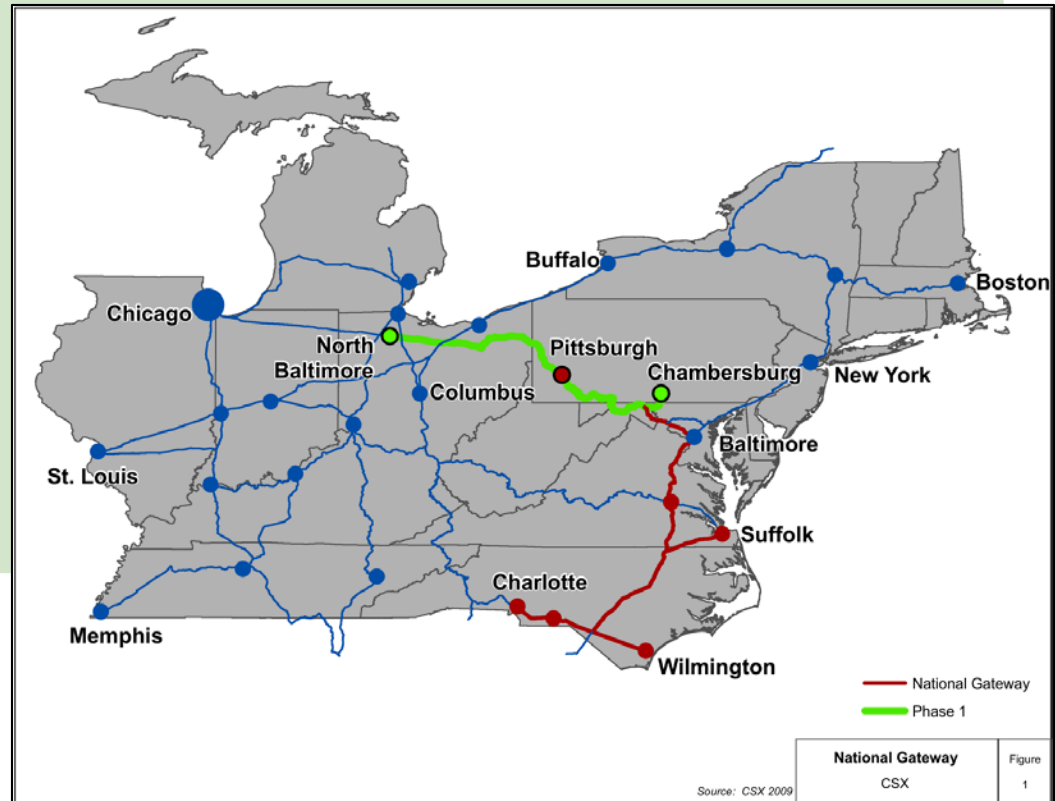 Buffalo
Boston
Chicago
North
Baltimore
Pittsburgh
Chambersburg
New York
Columbus
Baltimore
St. Louis
Suffolk
Charlotte
Memphis
Wilmington
National Gateway
Phase 1
National Gateway
CSX
Figure
1
Source: CSX 2009